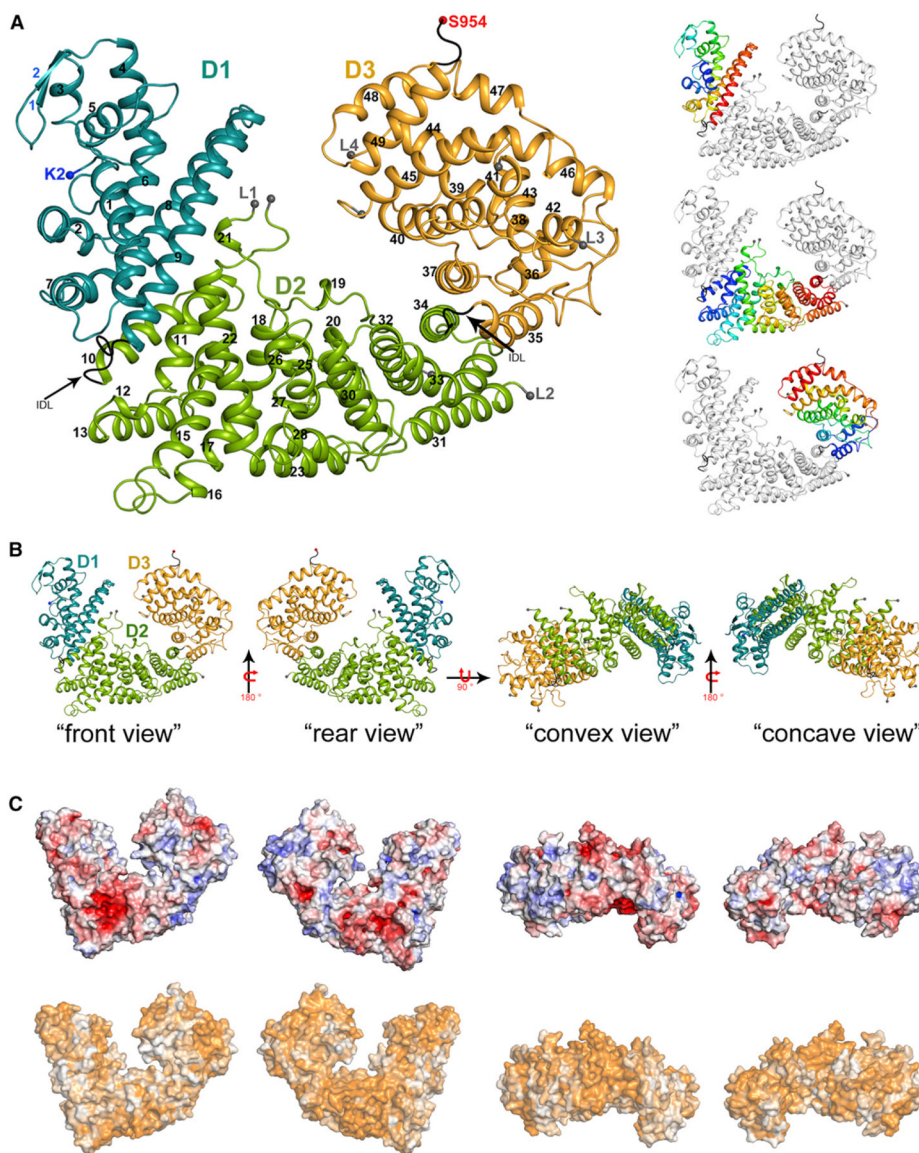 A
S954
D1
D3
2
1
3
4
5
K2
6
1
8
2
9
7
L1
21
48
47
44
L4
49
45
41
46
39
43
42
40
38
L3
37
36
D2
19
34
18
20
32
35
IDL
10
11
22
26
25
33
L2
IDL
12
30
27
31
13
15
28
17
23
16
B
D1
D3
D2
180 °
90 °
180 °
"front view"
"rear view"
"convex view"
"concave view"
C